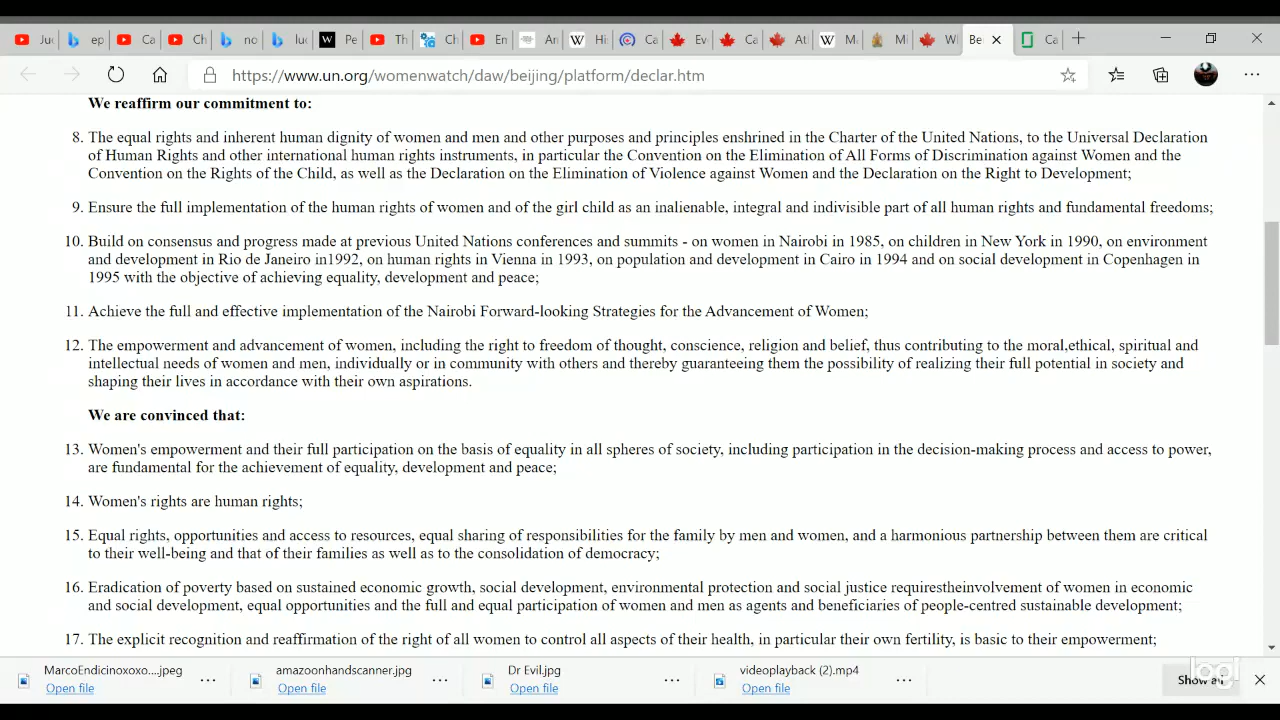 Juc
ep
Ca
Ch
no
luc
Pe
Th
Ch
Em
An
Hi
Ca
Ev
Ca
Atl
Ma
Mi
W
Be
Ca
https://www.un.org/womenwatch/daw/beijing/platform/declar.htm
We reaffirm our commitment to:
8. The equal rights and inherent human dignity of women and men and other purposes and principles enshrined in the Charter of the United Nations, to the Universal Declaration
of Human Rights and other international human rights instruments, in particular the Convention on the Elimination of All Forms of Discrimination against Women and the
Convention on the Rights of the Child, as well as the Declaration on the Elimination of Violence against Women and the Declaration on the Right to Development;
9. Ensure the full implementation of the human rights of women and of the girl child as an inalienable, integral and indivisible part of all human rights and fundamental freedoms;
10. Build on consensus and progress made at previous United Nations conferences and summits - on women in Nairobi in 1985, on children in New York in 1990, on environment
and development in Rio de Janeiro in1992, on human rights in Vienna in 1993, on population and development in Cairo in 1994 and on social development in Copenhagen in
1995 with the objective of achieving equality, development and peace;
11. Achieve the full and effective implementation of the Nairobi Forward-looking Strategies for the Advancement of Women;
12. The empowerment and advancement of women, including the right to freedom of thought, conscience, religion and belief, thus contributing to the moral,ethical, spiritual and
intellectual needs of women and men, individually or in community with others and thereby guaranteeing them the possibility of realizing their full potential in society and
shaping their lives in accordance with their own aspirations.
We are convinced that:
13. Women's empowerment and their full participation on the basis of equality in all spheres of society, including participation in the decision-making process and access to power,
are fundamental for the achievement of equality, development and peace;
14. Women's rights are human rights;
15. Equal rights, opportunities and access to resources, equal sharing of responsibilities for the family by men and women, and a harmonious partnership between them are critical
to their well-being and that of their families as well as to the consolidation of democracy;
16. Eradication of poverty based on sustained economic growth, social development, environmental protection and social justice requirestheinvolvement of women in economic
and social development, equal opportunities and the full and equal participation of women and men as agents and beneficiaries of people-centred sustainable development;
17. The explicit recognition and reaffirmation of the right of all women to control all aspects of their health, in particular their own fertility, is basic to their empowerment;
MarcoEndicinoxoxo....jpeg
Open file
amazoonhandscanner.jpg
Open file
Dr Evil.jpg
Open file
videoplayback (2).mp4
Open file
Show all
logi